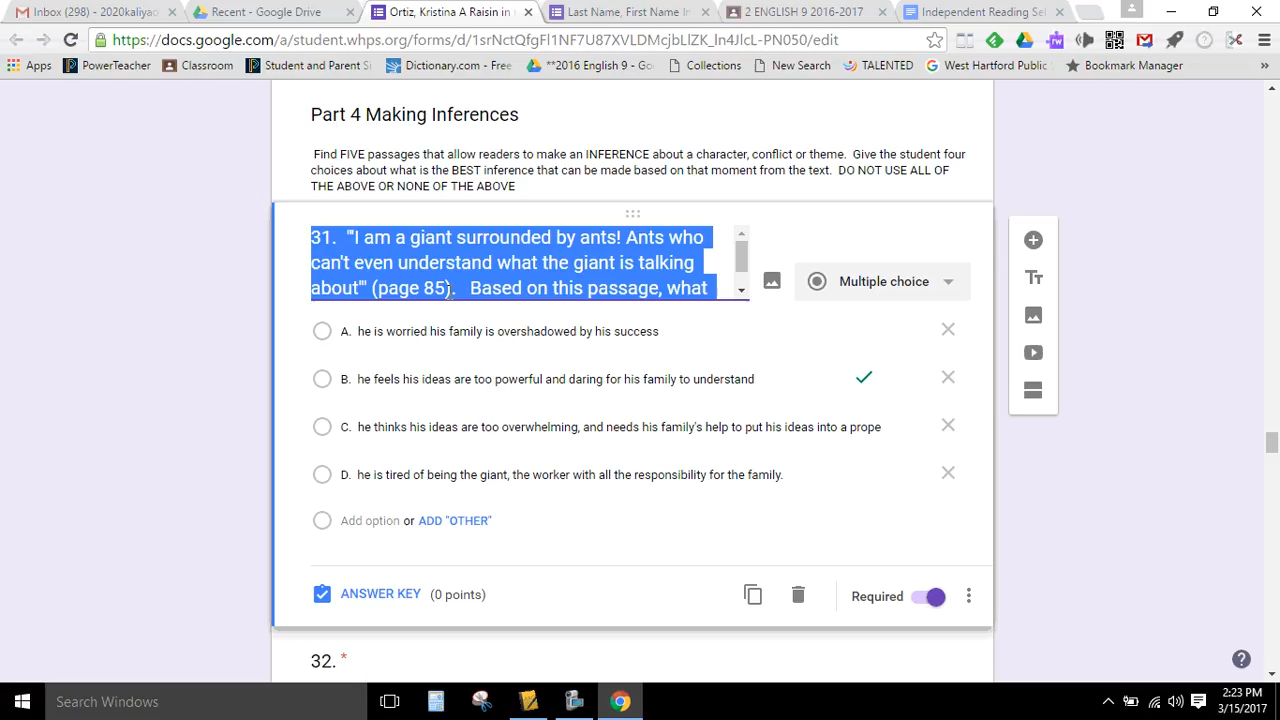 Inbox (298) - 2020kaliyao
Recent - Google Drive
Ortiz, Kristina A Raisin in
Last Name, First Name In
2 ENGLISH 9 2016-2017
Independent Reading Sel
https://docs.google.com/a/student.whps.org/forms/d/1srNctQfgFl1NF7U87XVLDMcjbLlZK_ln4JlcL-PN050/edit
Apps PowerTeacher Classroom Student and Parent Si Dictionary.com - Free **2016 English 9 - Go Collections New Search TALENTED West Hartford Public Bookmark Manager »
Part 4 Making Inferences
Find FIVE passages that allow readers to make an INFERENCE about a character, conflict or theme. Give the student four
choices about what is the BEST inference that can be made based on that moment from the text. DO NOT USE ALL OF
THE ABOVE OR NONE OF THE ABOVE
31. "'I am a giant surrounded by ants! Ants who
can't even understand what the giant is talking
about'" (page 85). Based on this passage, what
Multiple choice
A. he is worried his family is overshadowed by his success
B. he feels his ideas are too powerful and daring for his family to understand
C. he thinks his ideas are too overwhelming, and needs his family's help to put his ideas into a prope
D. he is tired of being the giant, the worker with all the responsibility for the family.
Add option or ADD "OTHER"
ANSWER KEY (0 points)
Required
32. *
Search Windows
2:23 PM
3/15/2017